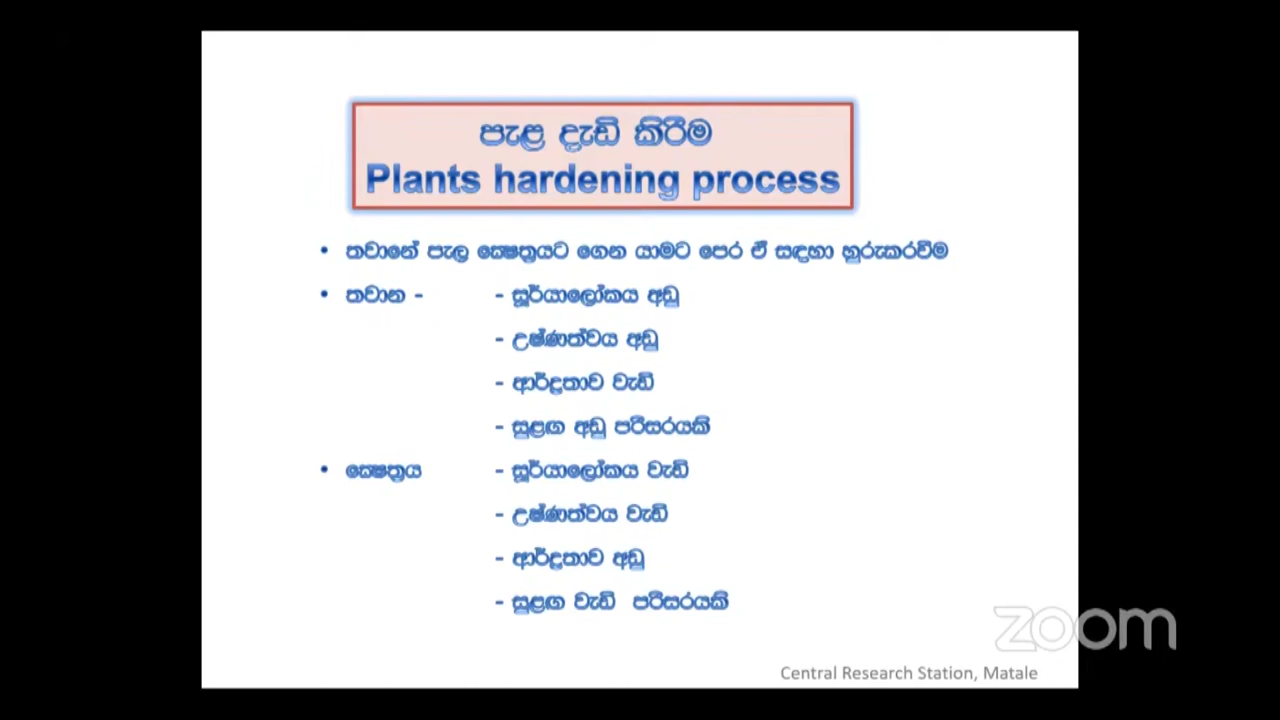 පැළ දැඩි කිරීම
Plants hardening process
• තවානේ පැල ක්‍ෂේත්‍රයට ගෙන යාමට පෙර ඒ සඳහා හුරුකරවීම
• තවාන - - සූර්යාලෝකය අඩු
- උෂ්ණත්වය අඩු
- ආර්ද්‍රතාව වැඩි
- සුළඟ අඩු පරිසරයකි
• ක්‍ෂේත්‍රය - සූර්යාලෝකය වැඩි
- උෂ්ණත්වය වැඩි
- ආර්ද්‍රතාව අඩු
- සුළඟ වැඩි පරිසරයකි
zoom
Central Research Station, Matale